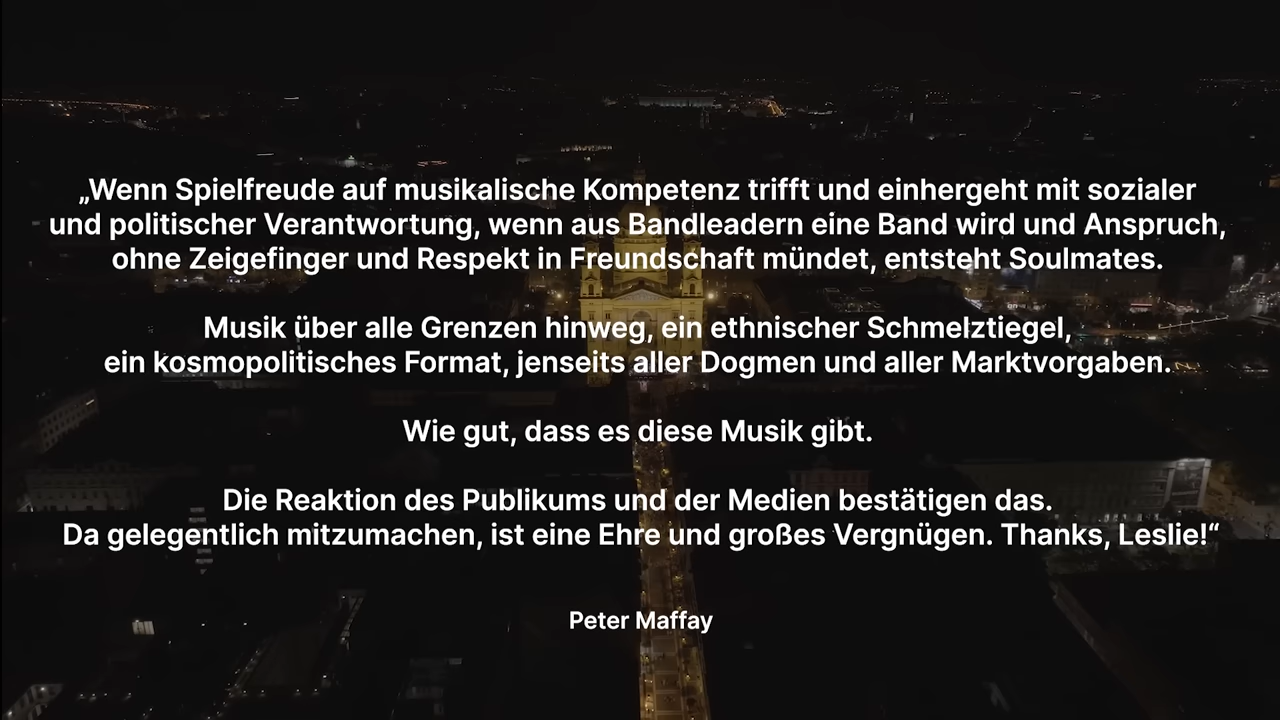 „Wenn Spielfreude auf musikalische Kompetenz trifft und einhergeht mit sozialer
und politischer Verantwortung, wenn aus Bandleadern eine Band wird und Anspruch,
ohne Zeigefinger und Respekt in Freundschaft mündet, entsteht Soulmates.
Musik über alle Grenzen hinweg, ein ethnischer Schmelztiegel,
ein kosmopolitisches Format, jenseits aller Dogmen und aller Marktvorgaben.
Wie gut, dass es diese Musik gibt.
Die Reaktion des Publikums und der Medien bestätigen das.
Da gelegentlich mitzumachen, ist eine Ehre und großes Vergnügen. Thanks, Leslie!“
Peter Maffay